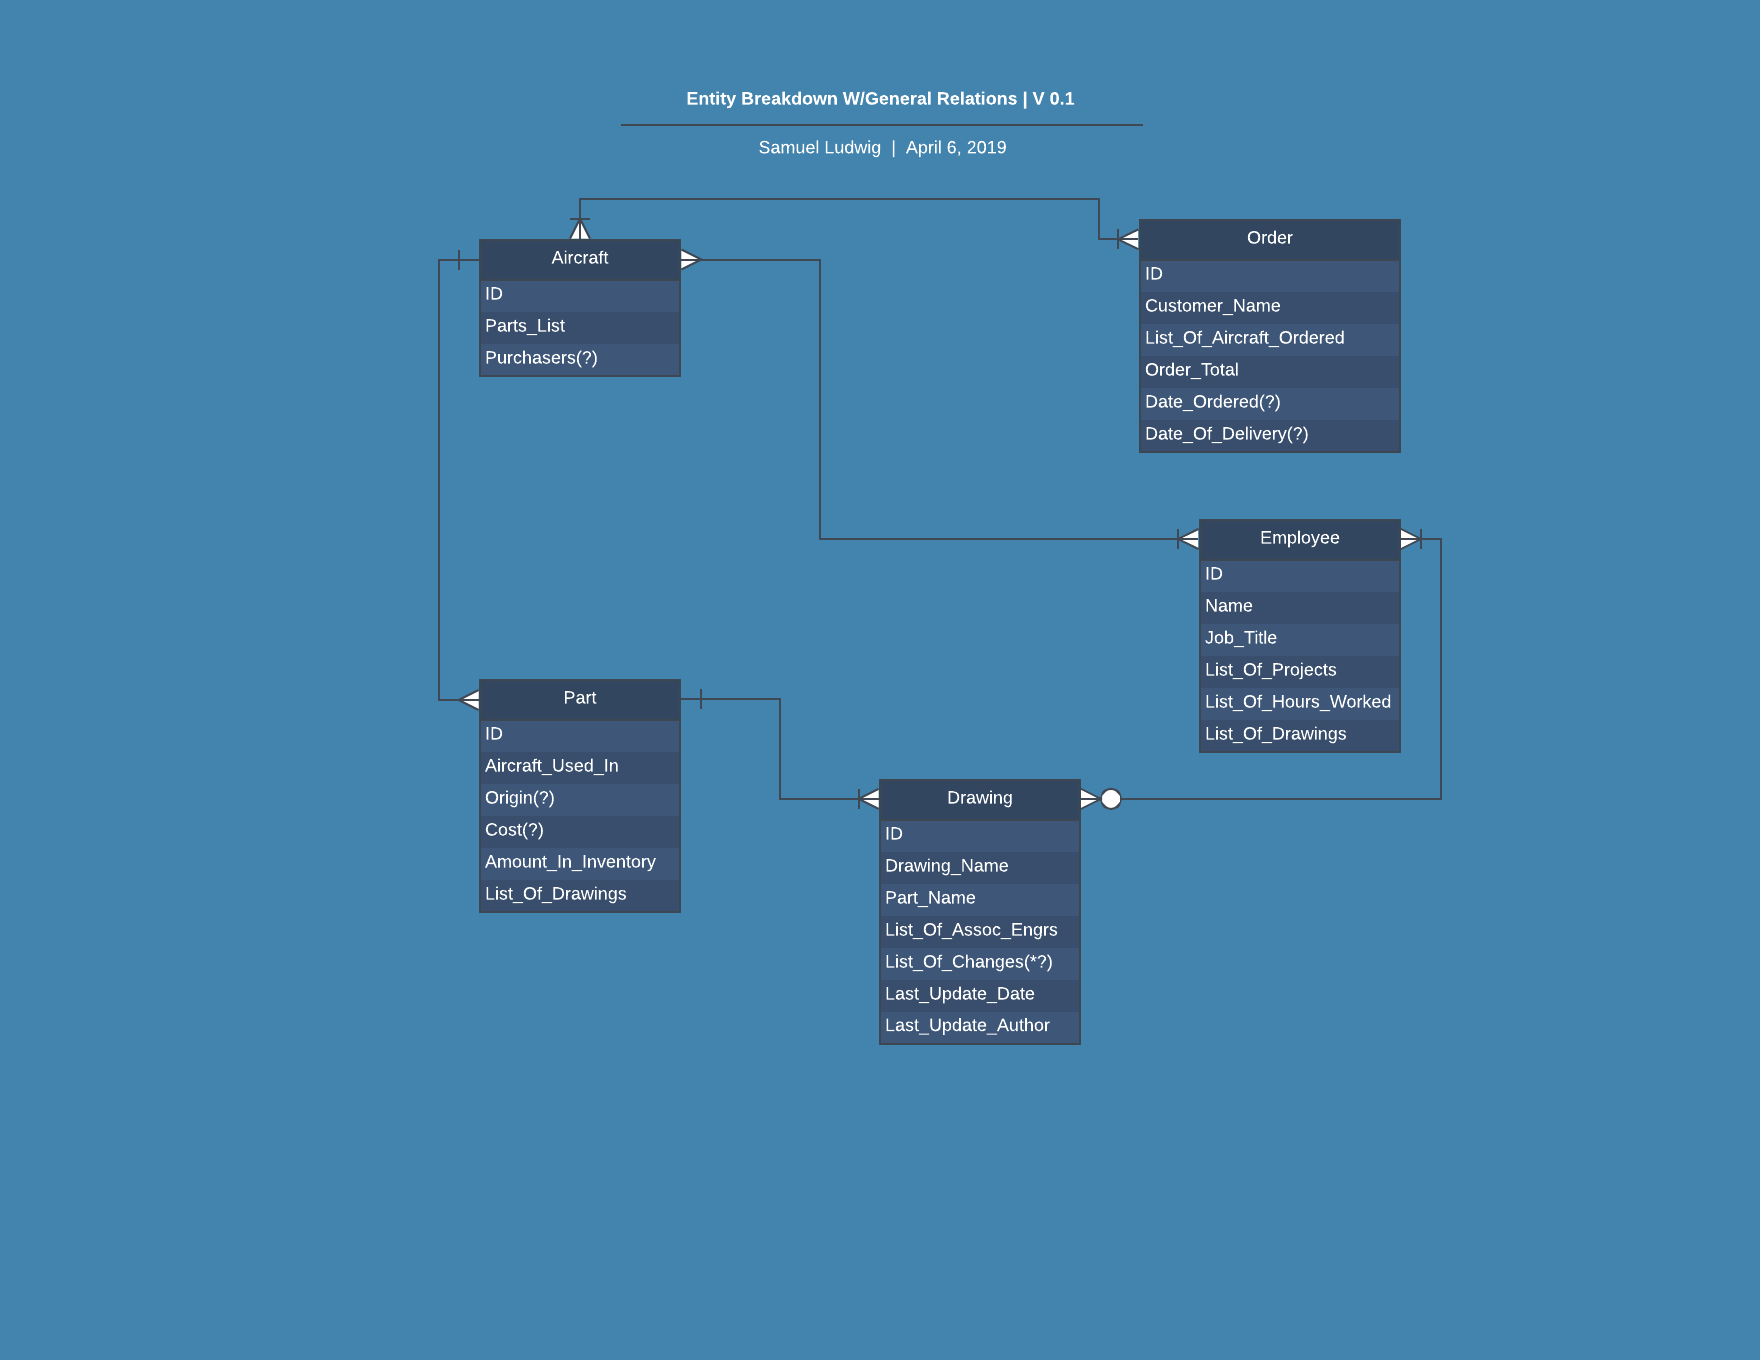 Entity Breakdown W/General Relations | V 0.1
Samuel Ludwig | April 6, 2019
Aircraft
ID
Parts_List
Purchasers(?)
Order
ID
Customer_Name
List_Of_Aircraft_Ordered
Order_Total
Date_Ordered(?)
Date_Of_Delivery(?)
Employee
ID
Name
Job_Title
List_Of_Projects
List_Of_Hours_Worked
List_Of_Drawings
Part
ID
Aircraft_Used_In
Origin(?)
Cost(?)
Amount_In_Inventory
List_Of_Drawings
Drawing
ID
Drawing_Name
Part_Name
List_Of_Assoc_Engrs
List_Of_Changes(*?)
Last_Update_Date
Last_Update_Author